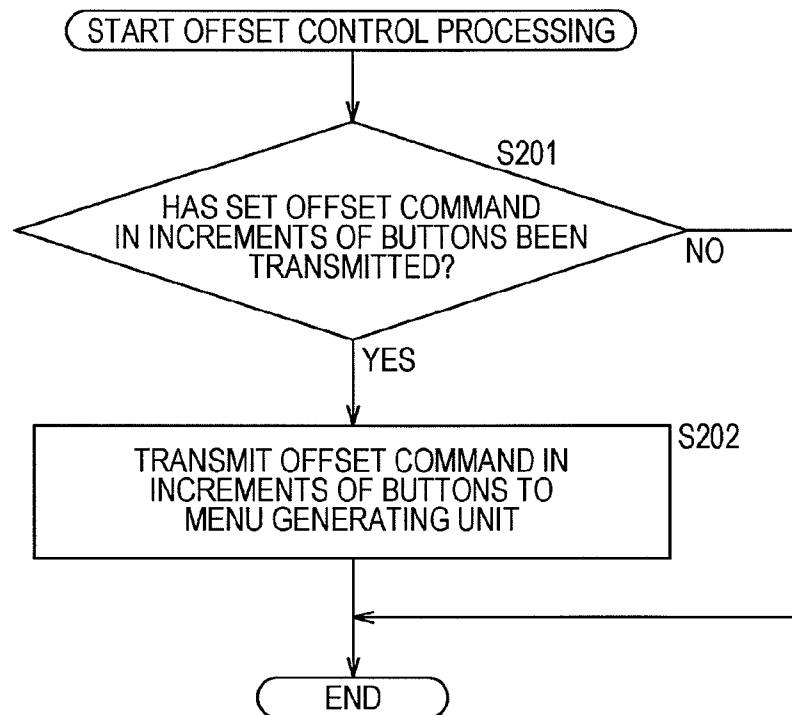 START OFFSET CONTROL PROCESSING
S201
HAS SET OFFSET COMMAND
IN INCREMENTS OF BUTTONS BEEN
TRANSMITTED?
NO
YES
S202
TRANSMIT OFFSET COMMAND IN
INCREMENTS OF BUTTONS TO
MENU GENERATING UNIT
END